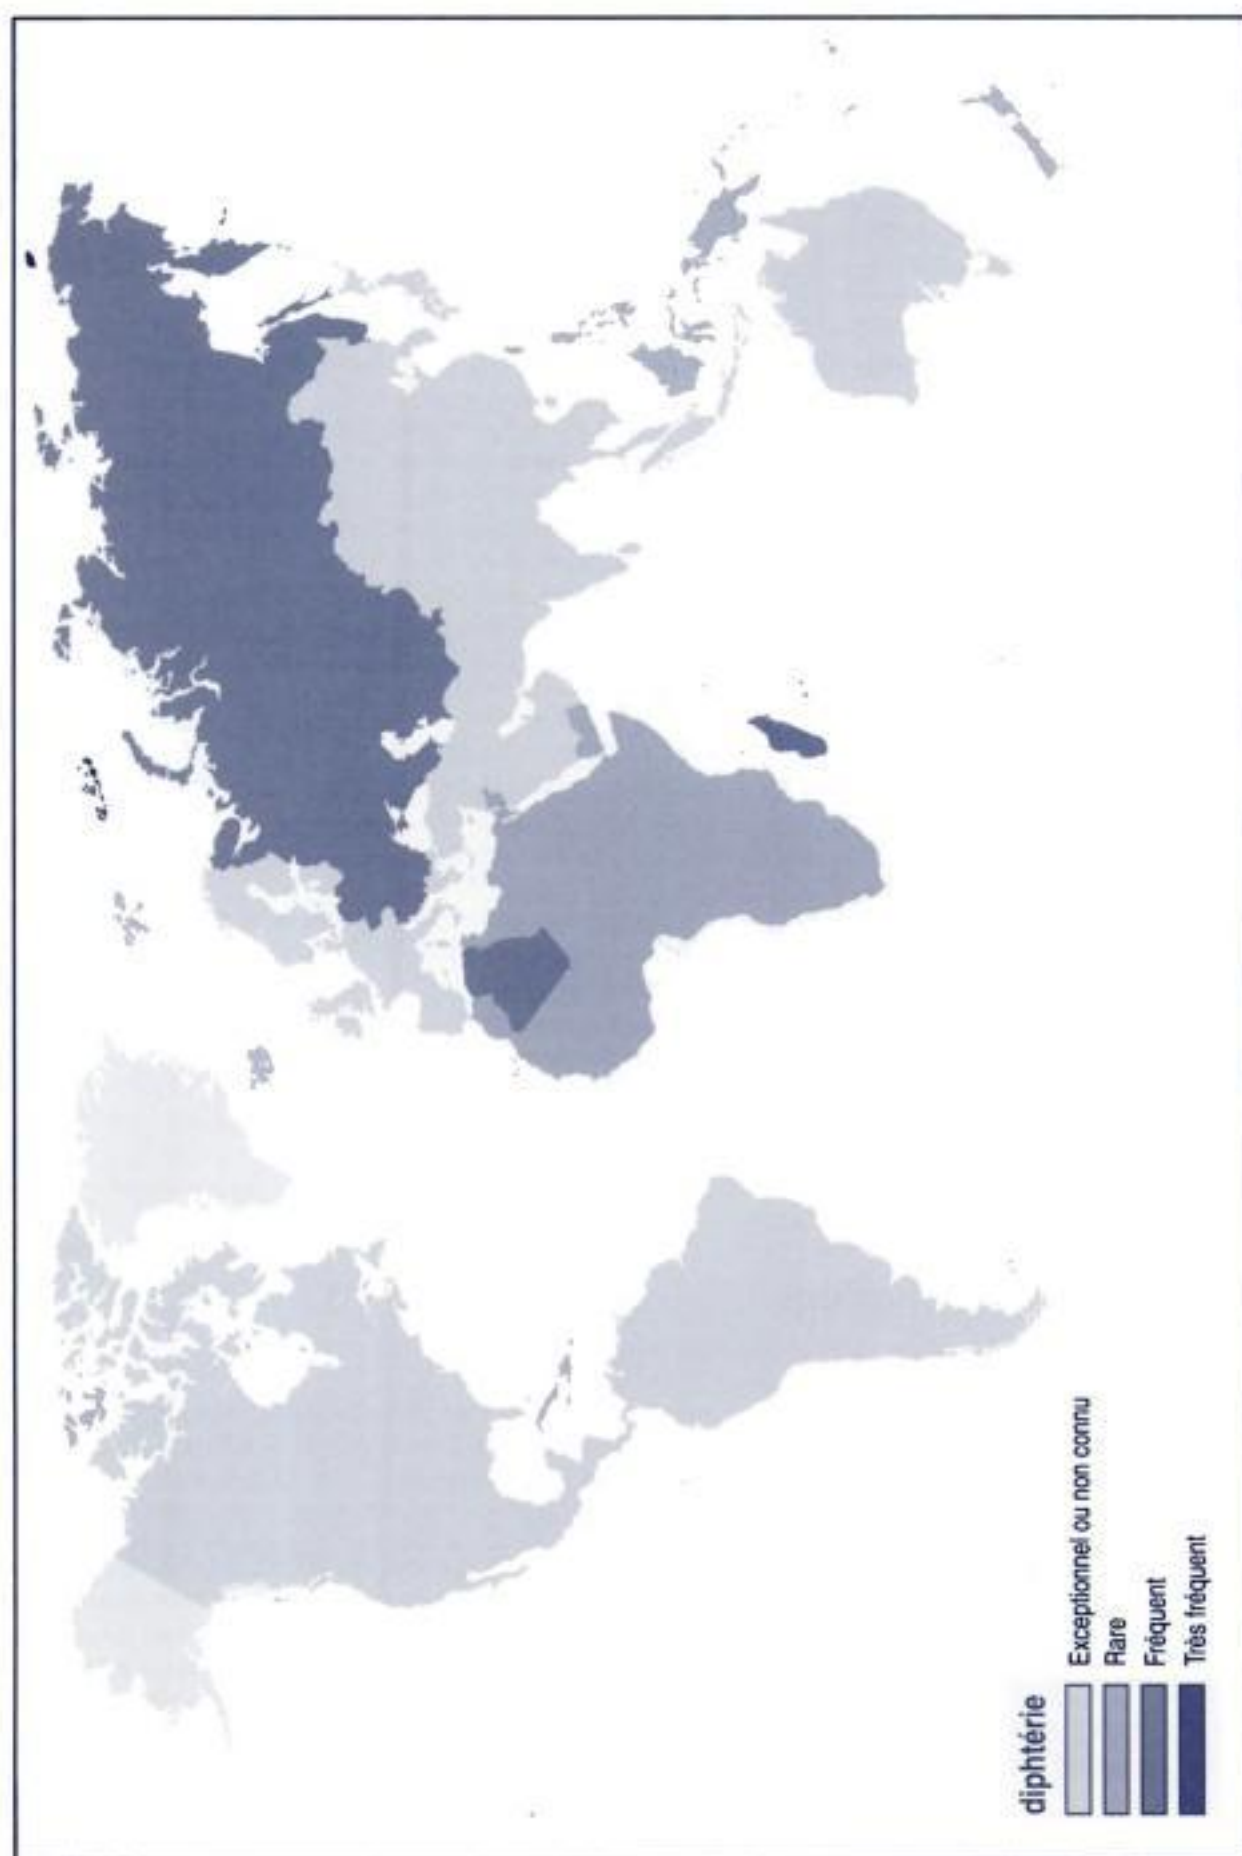 diphtérie
Exceptionnel ou non connu
Rare
Fréquent
Très fréquent